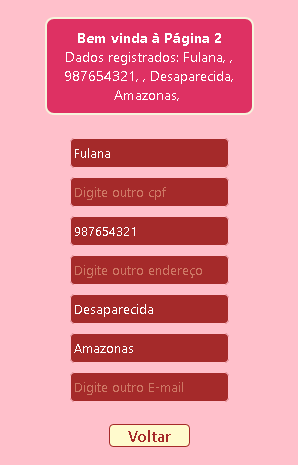 Bem vinda à Página 2
Dados registrados: Fulana, ,
987654321, , Desaparecida,
Amazonas,
Fulana
Digite outro cpf
987654321
Digite outro endereço
Desaparecida
Amazonas
Digite outro E-mail
Voltar